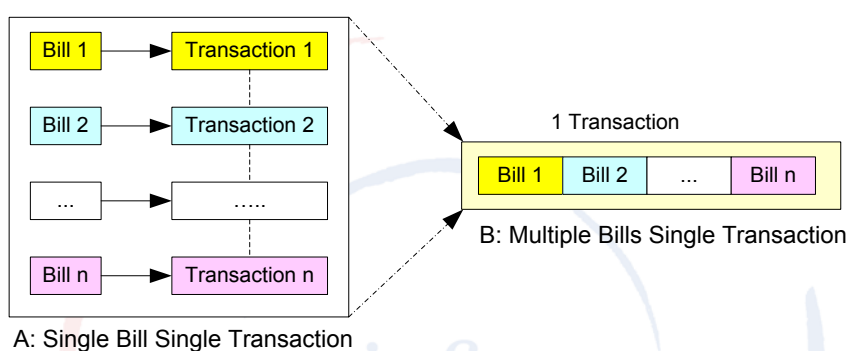 Bill 1
Transaction 1
Bill 2
Transaction 2
...
.....
Bill n
Transaction n
A: Single Bill Single Transaction
1 Transaction
Bill 1
Bill 2
...
Bill n
B: Multiple Bills Single Transaction